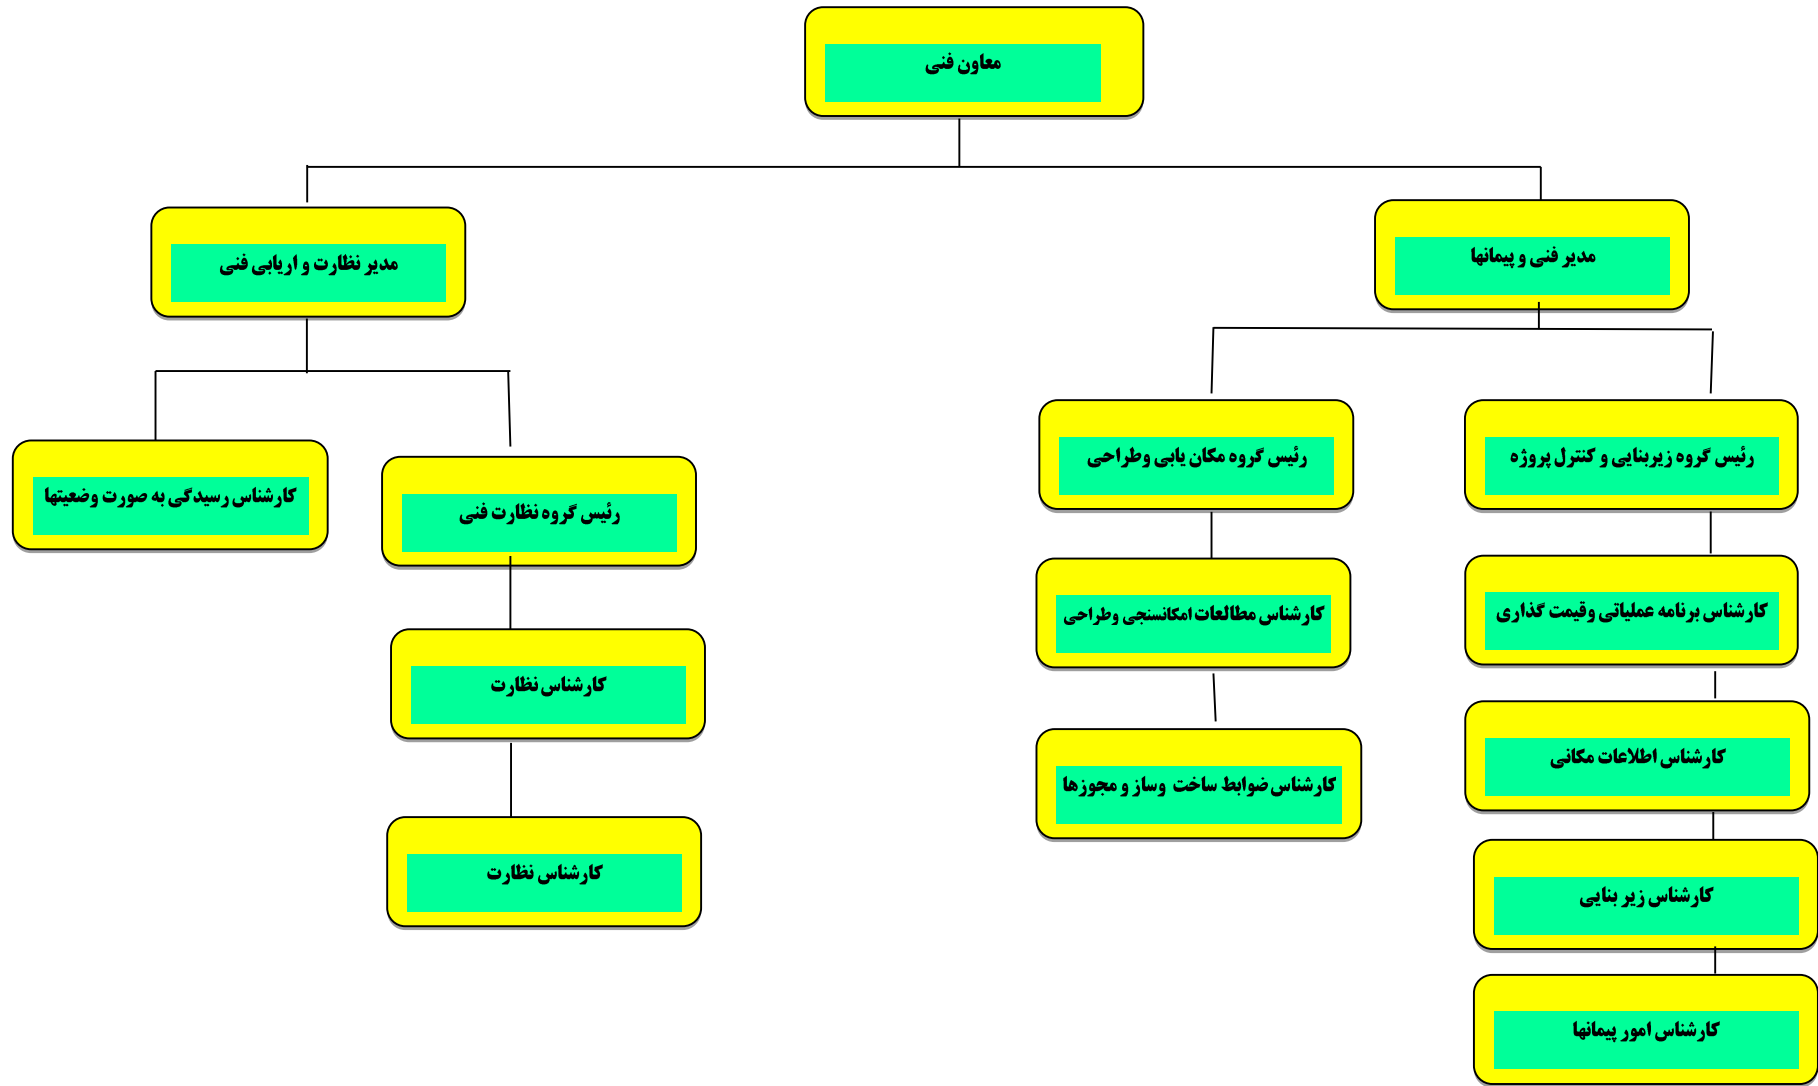 معاون فنی
مدیر فنی و پیمانها
مدیر نظارت و اریابی فنی
رئیس گروه زیربنایی و کنترل پروژه
رئیس گروه مکان یابی وطراحی
رئیس گروه نظارت فنی
کارشناس رسیدگی به صورت وضعیتها
کارشناس برنامه عملیاتی وقیمت گذاری
کارشناس مطالعات امکانسنجی وطراحی
کارشناس نظارت
کارشناس اطلاعات مکانی
کارشناس ضوابط ساخت وساز و مجوزها
کارشناس نظارت
کارشناس زیر بنایی
کارشناس امور پیمانها